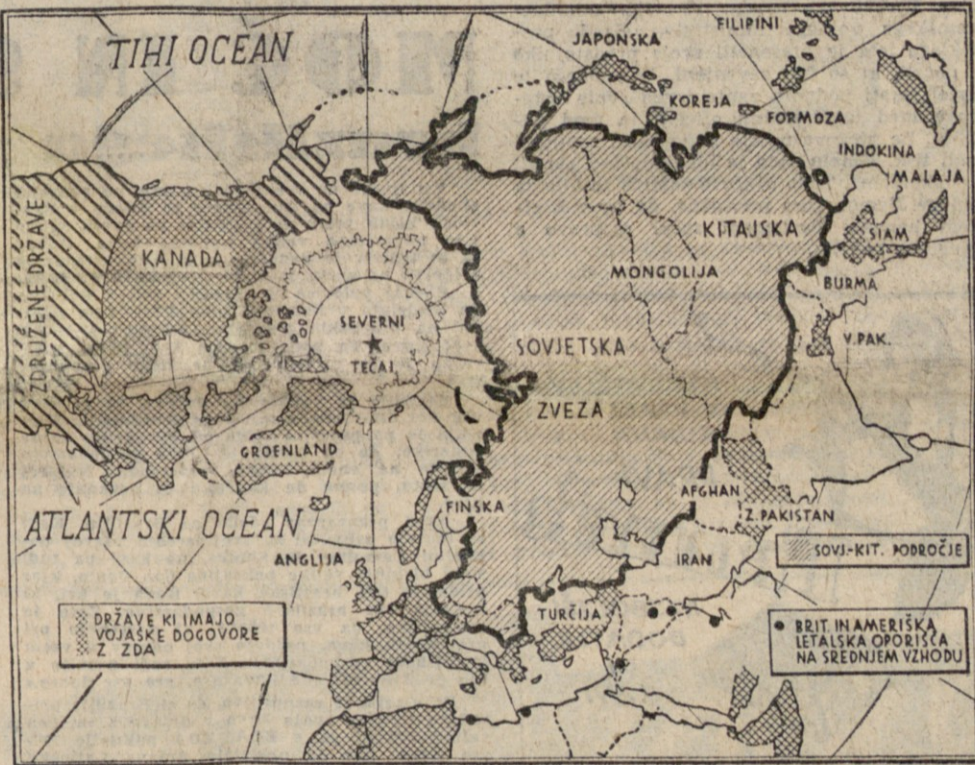 TIHI OCEAN
FILIPINI
JAPONSKA
KOREJA
FORMOZA
INDOKINA
MALAJA
SIAM
BURMA
KITAJSKA
MONGOLIJA
KANADA
ZDRUŽENE DRŽAVE
SEVERNI
TEČAJ
SOVJETSKA
ZVEZA
V.PAK.
GROENLAND
ATLANTSKI OCEAN
FINSKA
AFGHAN
Z.PAKISTAN
ANGLIJA
IRAN
TURČIJA
SOVJ.-KIT. PODROČJE
DRŽAVE KI IMAJO
VOJAŠKE DOGOVORE
Z ZDA
BRIT. IN AMERIŠKA
LETALSKA OPORIŠČA
NA SREDNJEM VZHODU